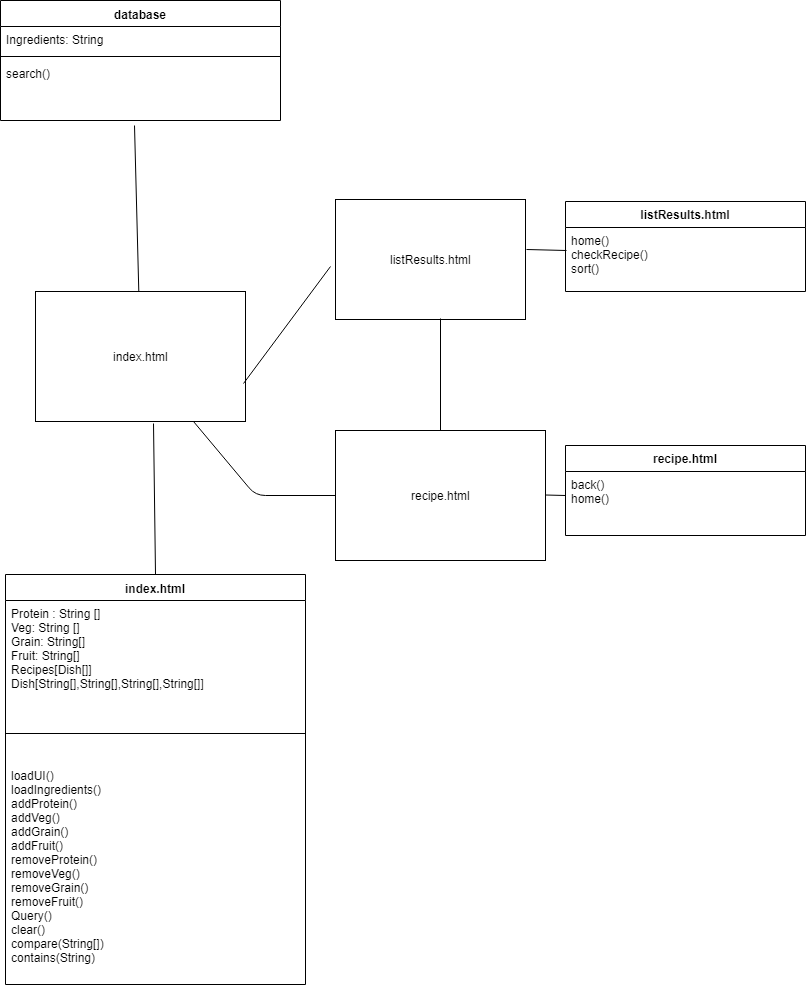 database
Ingredients: String
search()
listResults.html
listResults.html
home()
checkRecipe()
sort()
index.html
recipe.html
recipe.html
back()
home()
index.html
Protein : String []
Veg: String []
Grain: String[]
Fruit: String[]
Recipes[Dish[]]
Dish[String[],String[],String[],String[]]
loadUI()
loadIngredients()
addProtein()
addVeg()
addGrain()
addFruit()
removeProtein()
removeVeg()
removeGrain()
removeFruit()
Query()
clear()
compare(String[])
contains(String)